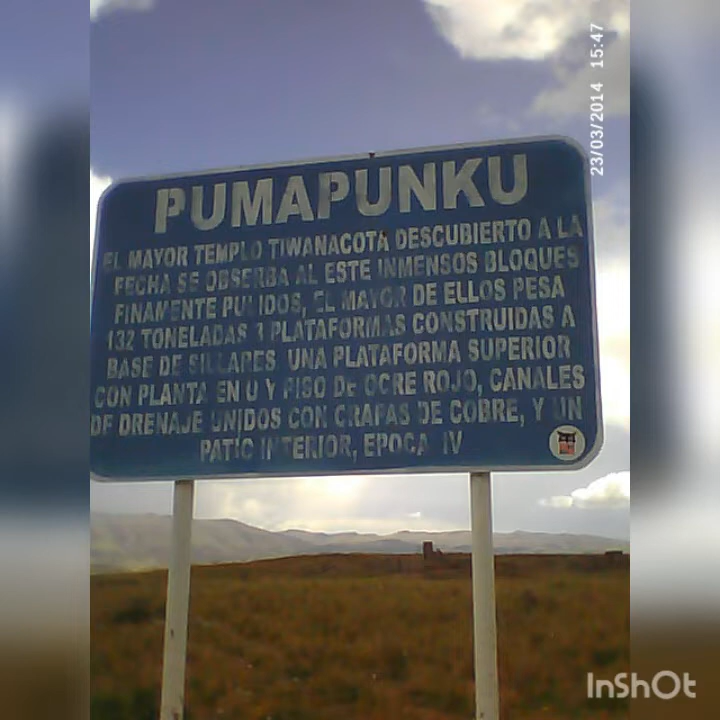 PUMAPUNKU
EL MAYOR TEMPLO TIWANACOTA DESCUBIERTO A LA
FECHA SE OBSERBA AL ESTE INMENSOS BLOQUES
FINAMENTE PULIDOS, EL MAYOR DE ELLOS PESA
132 TONELADAS 3 PLATAFORMAS CONSTRUIDAS A
BASE DE SILLARES UNA PLATAFORMA SUPERIOR
CON PLANTA EN U Y PISO DE OCRE ROJO, CANALES
DE DRENAJE UNIDOS CON GRAPAS DE COBRE, Y UN
PATIO INTERIOR, EPOCA IV
23/03/2014 15:47
InShOt